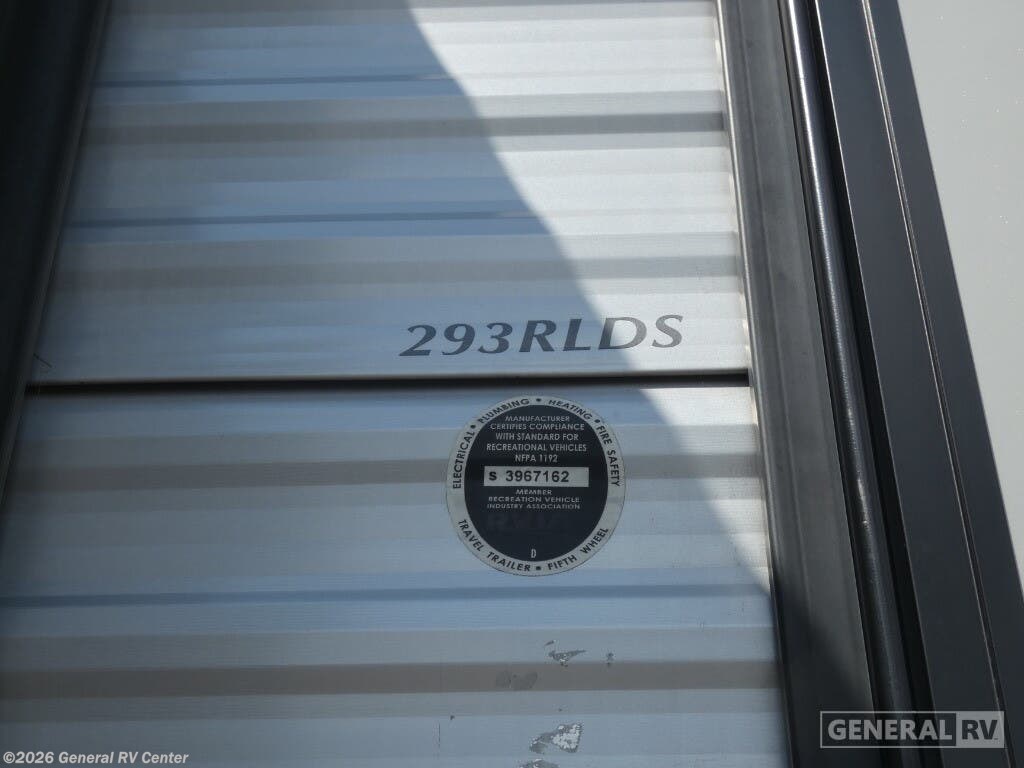 293RLDS
ELECTRICAL • PLUMBING • HEATING • FIRE SAFETY
MANUFACTURER
CERTIFIES COMPLIANCE
WITH STANDARD FOR
RECREATIONAL VEHICLES
NFPA 1192
S 3967162
MEMBER
RECREATION VEHICLE
INDUSTRY ASSOCIATION
RVIA
D
TRAVEL TRAILER • FIFTH WHEEL
GENERAL RV
©2026 General RV Center